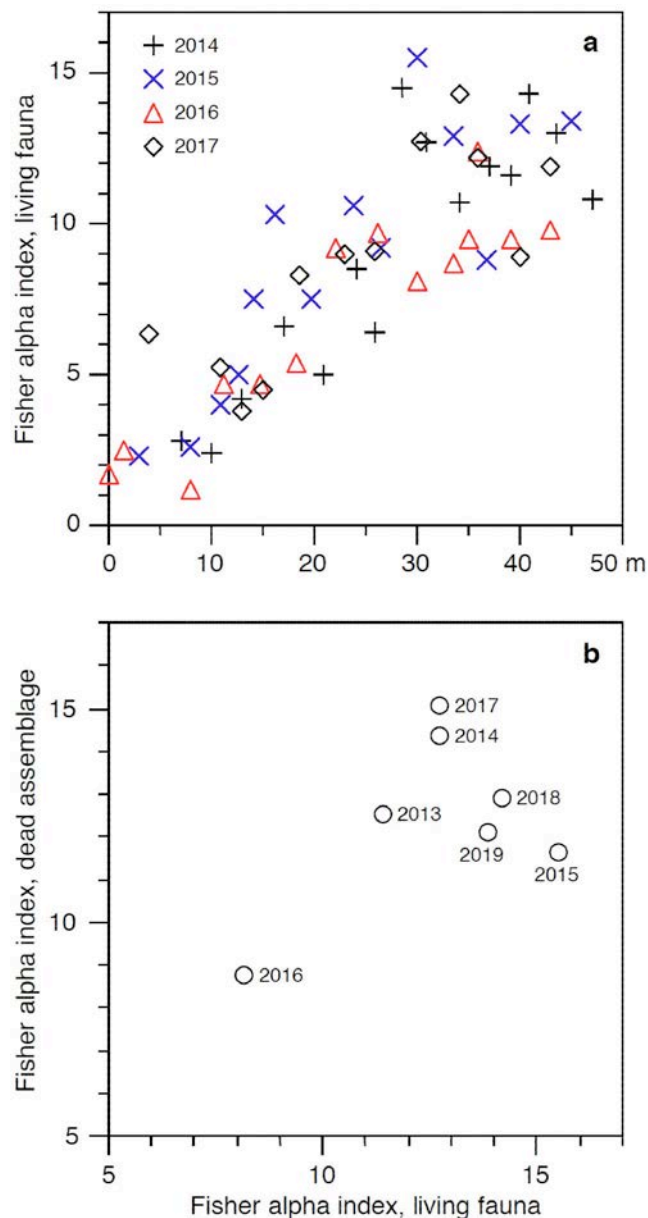 a
2014
2015
2016
2017
15
10
5
0
Fisher alpha index, living fauna
0 10 20 30 40 50 m
b
2017
2014
2018
2013
2019
2015
2016
15
10
5
Fisher alpha index, dead assemblage
5 10 15
Fisher alpha index, living fauna